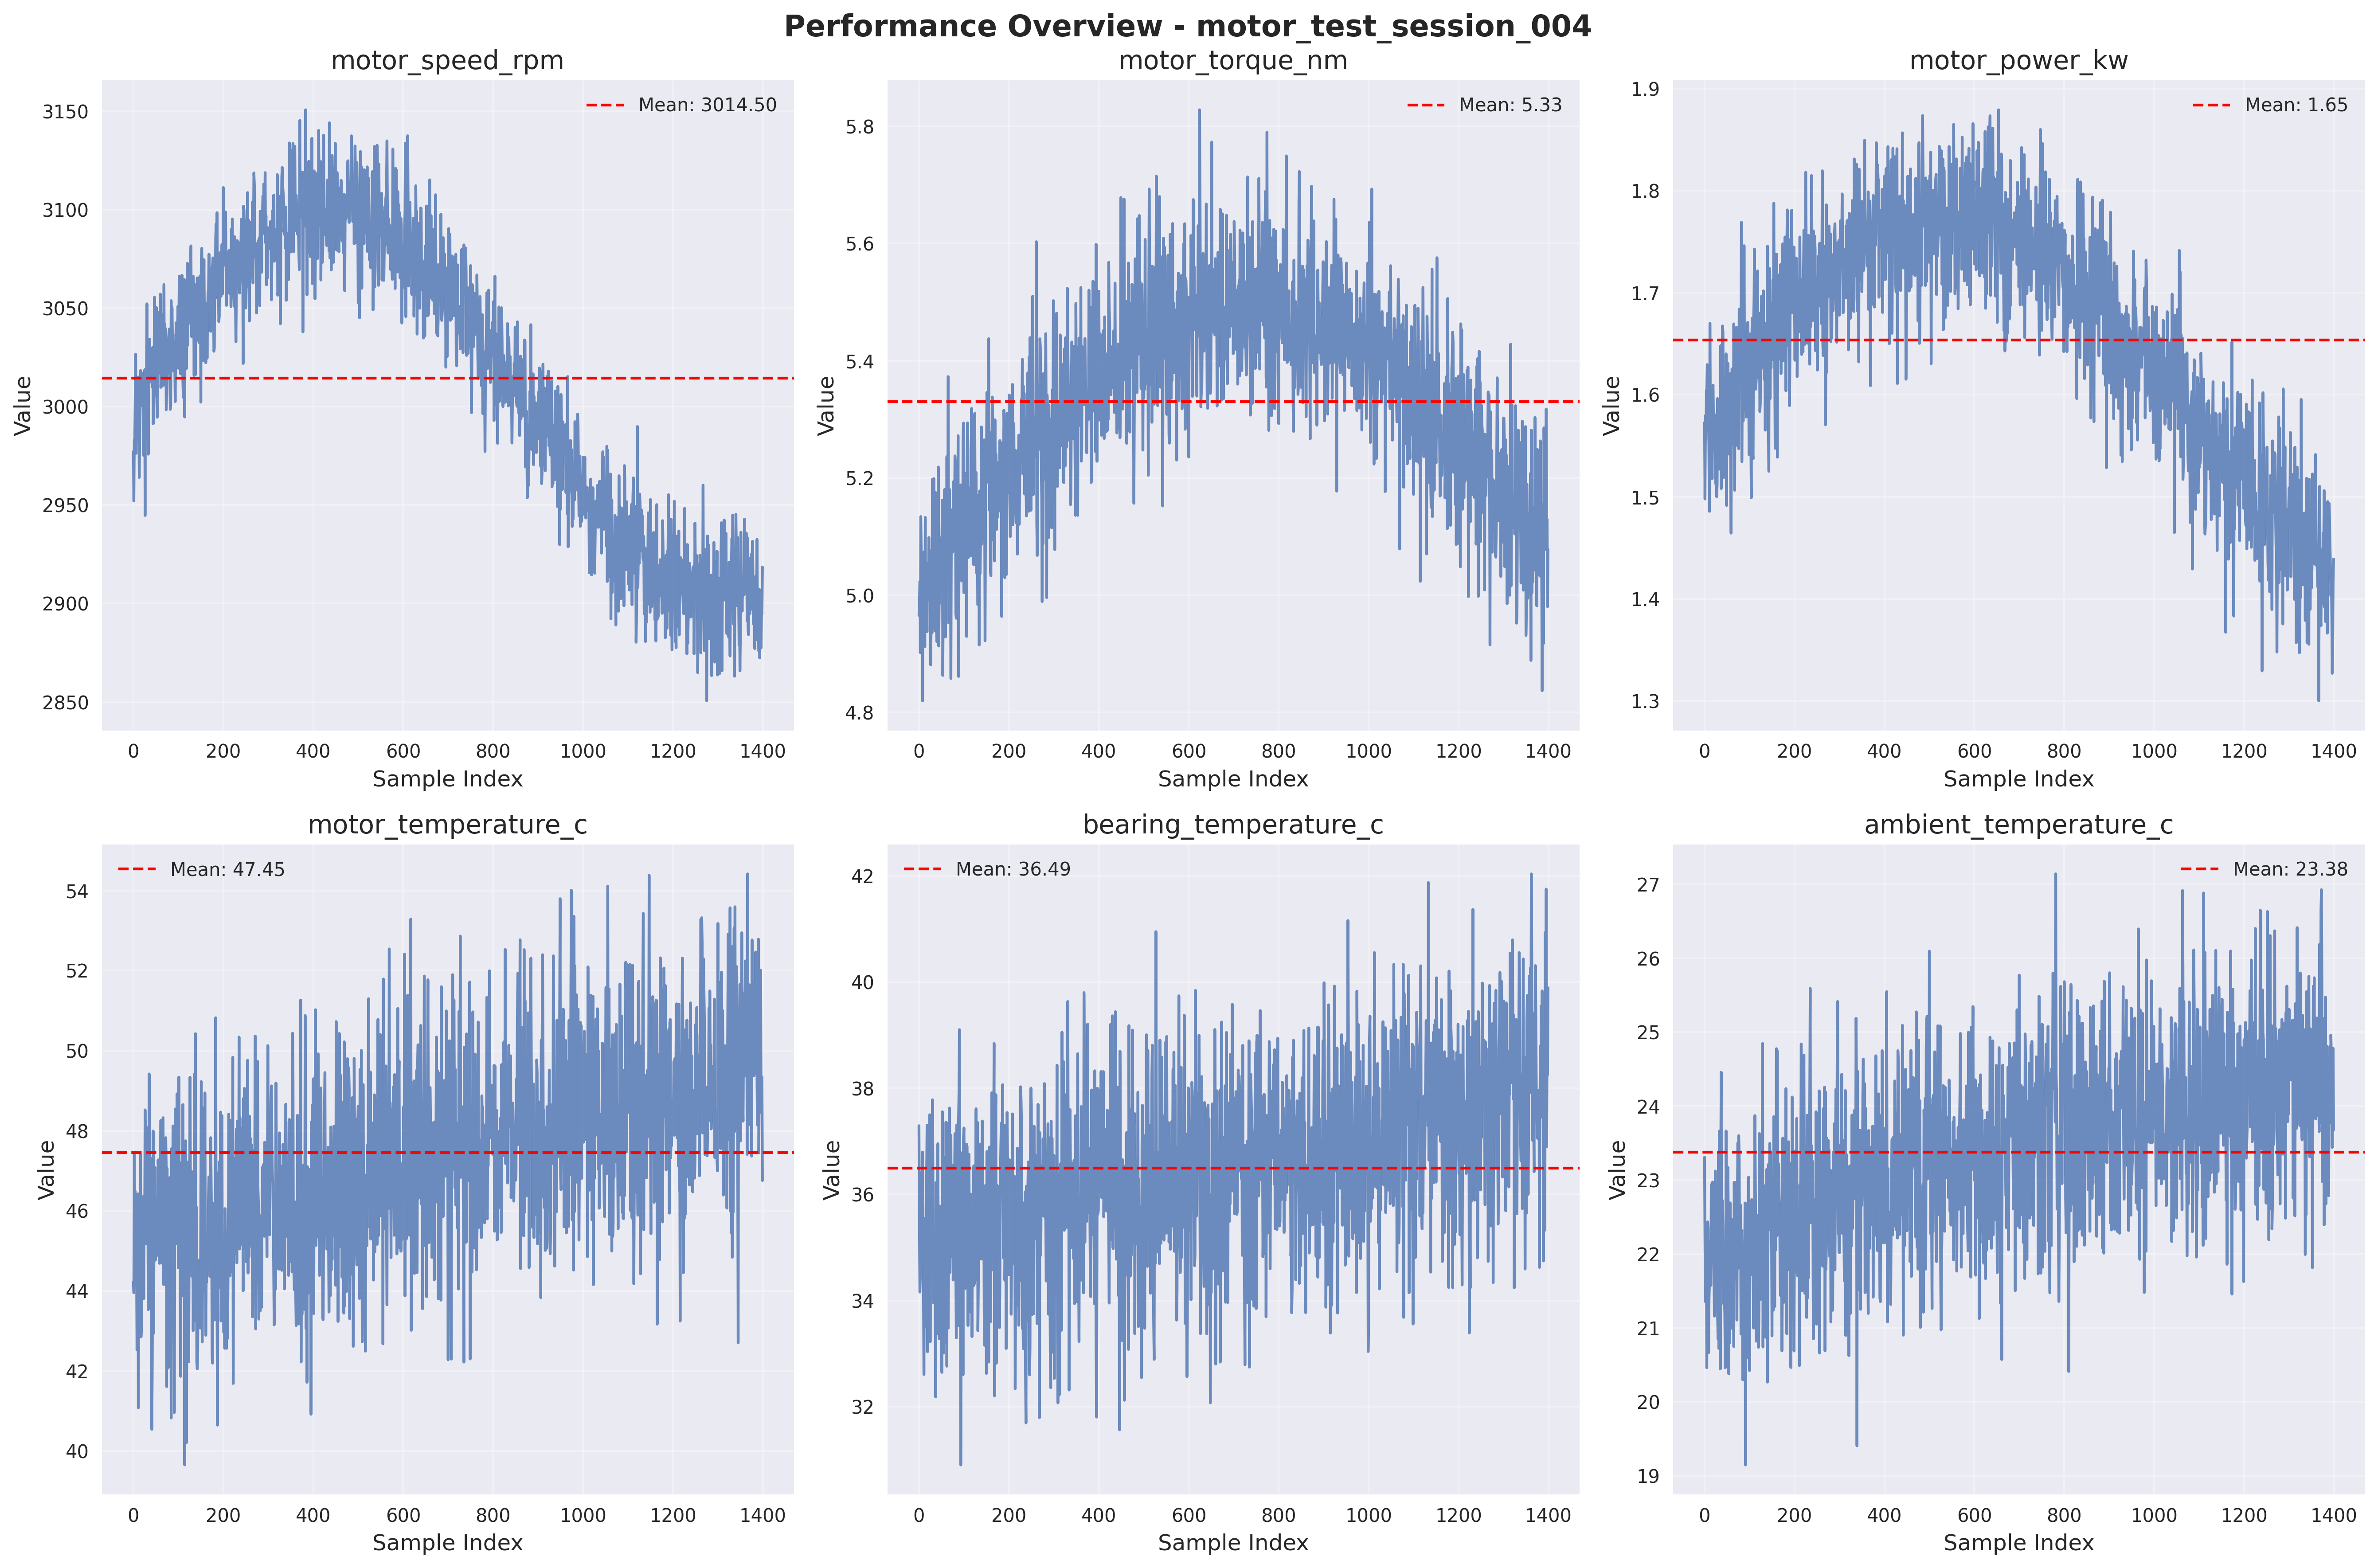 Performance Overview - motor_test_session_004
motor_speed_rpm
Mean: 3014.50
3150
3100
3050
3000
2950
2900
2850
Value
0 200 400 600 800 1000 1200 1400
Sample Index
motor_torque_nm
Mean: 5.33
5.8
5.6
5.4
5.2
5.0
4.8
Value
0 200 400 600 800 1000 1200 1400
Sample Index
motor_power_kw
Mean: 1.65
1.9
1.8
1.7
1.6
1.5
1.4
1.3
Value
0 200 400 600 800 1000 1200 1400
Sample Index
motor_temperature_c
Mean: 47.45
54
52
50
48
46
44
42
40
Value
0 200 400 600 800 1000 1200 1400
Sample Index
bearing_temperature_c
Mean: 36.49
42
40
38
36
34
32
Value
0 200 400 600 800 1000 1200 1400
Sample Index
ambient_temperature_c
Mean: 23.38
27
26
25
24
23
22
21
20
19
Value
0 200 400 600 800 1000 1200 1400
Sample Index